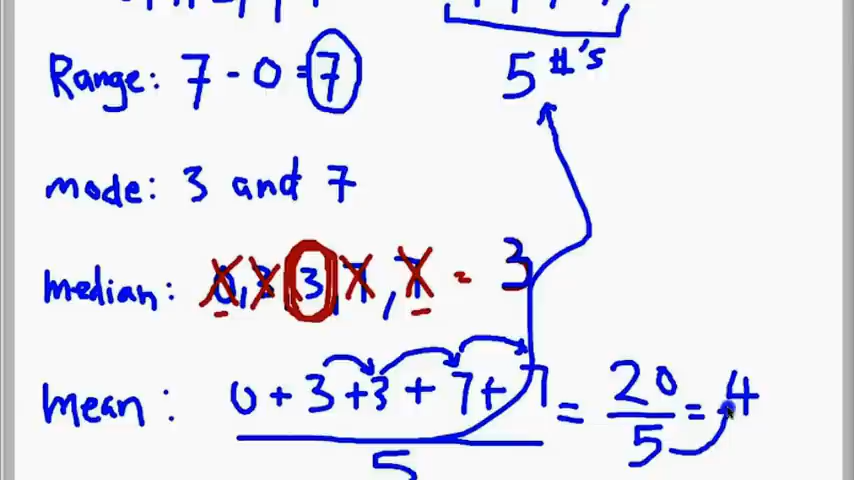 5 #'s
Range: 7 - 0 = 7
mode: 3 and 7
median: 0, 3, 3, 7, 7 = 3
mean: 0 + 3 + 3 + 7 + 7 = 20 = 4
5 5